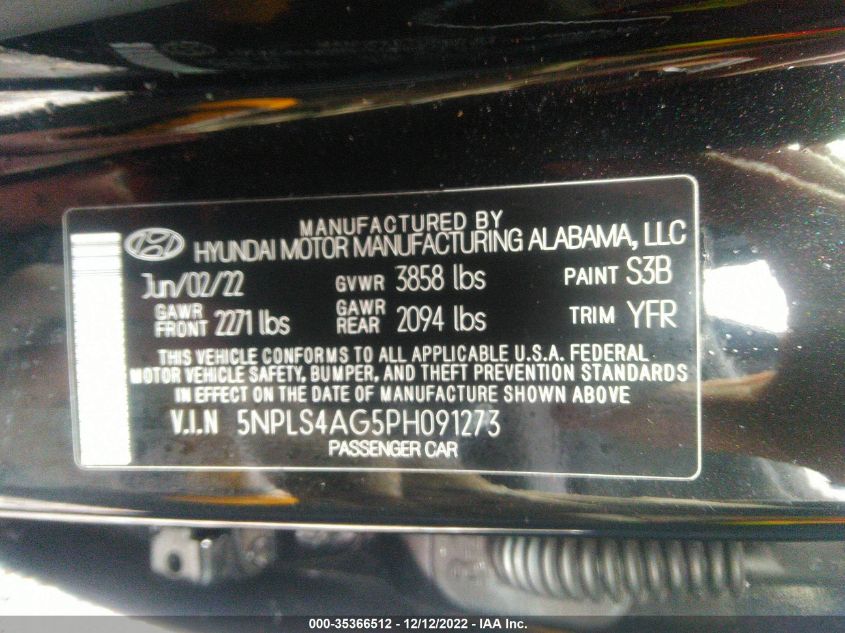 MANUFACTURED BY
HYUNDAI MOTOR MANUFACTURING ALABAMA, LLC
Jun/02/22 GVWR 3858 lbs PAINT S3B
GAWR FRONT 2271 lbs GAWR REAR 2094 lbs TRIM YFR
THIS VEHICLE CONFORMS TO ALL APPLICABLE U.S.A. FEDERAL
MOTOR VEHICLE SAFETY, BUMPER, AND THEFT PREVENTION STANDARDS
IN EFFECT ON THE DATE OF MANUFACTURE SHOWN ABOVE
V.I.N 5NPLS4AG5PH091273
PASSENGER CAR
000-35366512 - 12/12/2022 - IAA Inc.